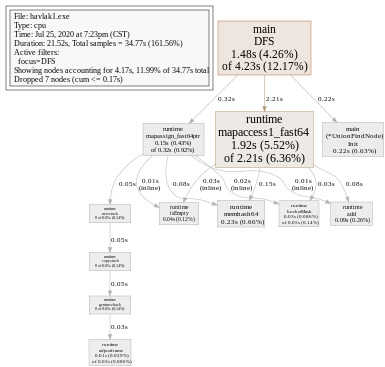 File: havlak1.exe
Type: cpu
Time: Jul 25, 2020 at 7:23pm (CST)
Duration: 21.52s, Total samples = 34.77s (161.56%)
Active filters:
focus=DFS
Showing nodes accounting for 4.17s, 11.99% of 34.77s total
Dropped 7 nodes (cum <= 0.17s)
main
DFS
1.48s (4.26%)
of 4.23s (12.17%)
0.32s
2.21s
0.22s
runtime
mapassign_fast64ptr
0.15s (0.43%)
of 0.32s (0.92%)
runtime
mapaccess1_fast64
1.92s (5.52%)
of 2.21s (6.36%)
main
(*UnionFindNode)
Init
0.22s (0.63%)
0.05s
0.01s
(inline)
0.08s
0.03s
(inline)
0.02s
(inline)
0.15s
0.01s
(inline)
0.03s
0.08s
runtime
newstack
0 of 0.05s (0.14%)
runtime
isEmpty
0.04s (0.12%)
runtime
memhash64
0.23s (0.66%)
runtime
bucketMask
0.03s (0.086%)
of 0.05s (0.14%)
runtime
add
0.09s (0.26%)
0.05s
runtime
copystack
0 of 0.05s (0.14%)
0.05s
runtime
gentraceback
0 of 0.05s (0.14%)
0.03s
runtime
adjustframe
0.01s (0.029%)
of 0.03s (0.086%)